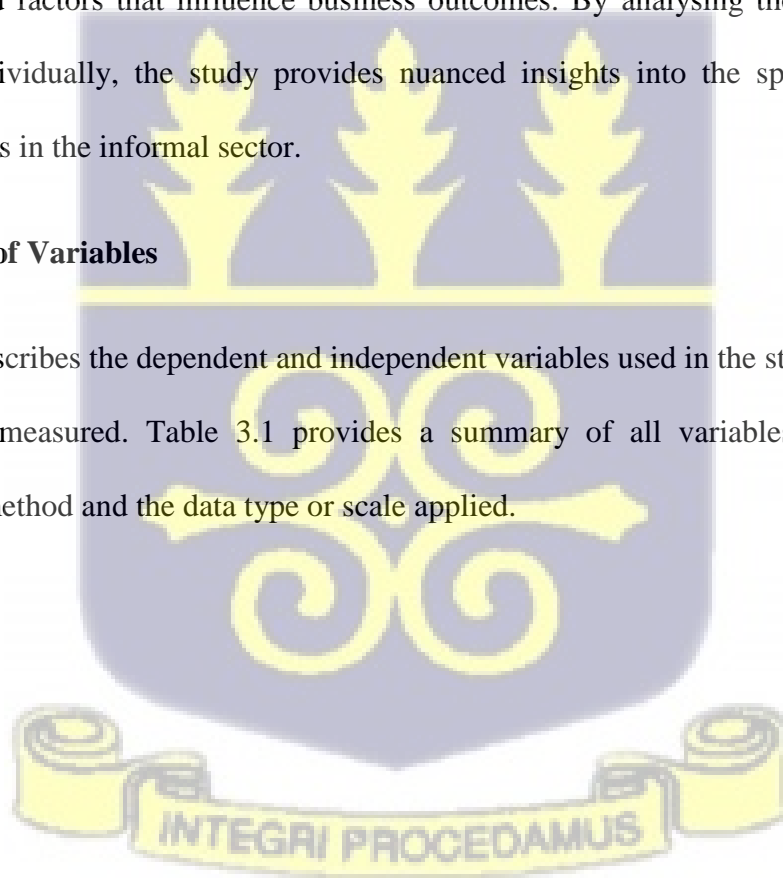 factors that influence business outcomes. By analysing
ividually, the study provides nuanced insights into the sp
s in the informal sector.
of Variables
scribes the dependent and independent variables used in the st
measured. Table 3.1 provides a summary of all variables
ethod and the data type or scale applied.
INTEGRI PROCEDAMUS